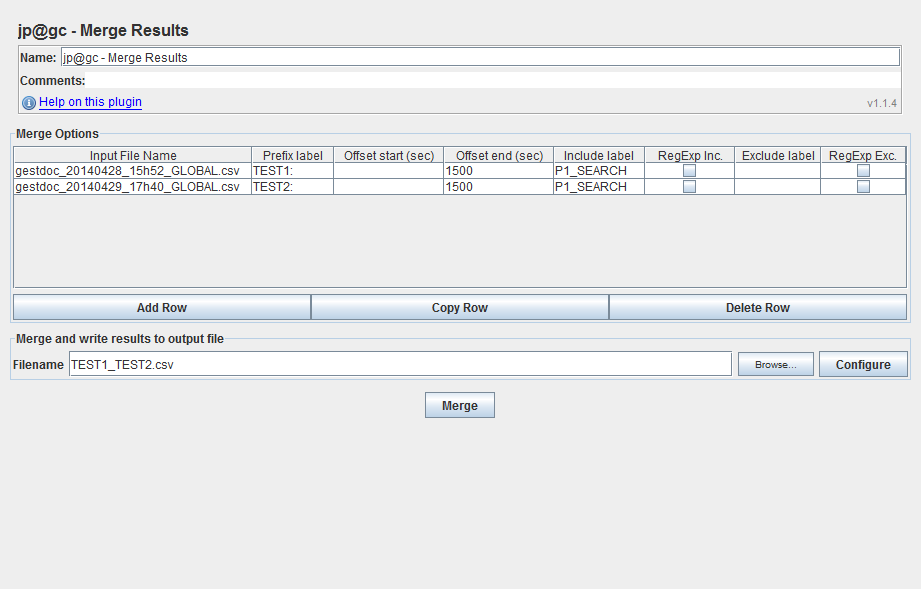 jp@gc - Merge Results
Name: jp@gc - Merge Results
Comments:
Help on this plugin v1.1.4
Merge Options
Input File Name Prefix label Offset start (sec) Offset end (sec) Include label RegExp Inc. Exclude label RegExp Exc.
gestdoc_20140428_15h52_GLOBAL.csv TEST1: 1500 P1_SEARCH
gestdoc_20140429_17h40_GLOBAL.csv TEST2: 1500 P1_SEARCH
Add Row Copy Row Delete Row
Merge and write results to output file
Filename TEST1_TEST2.csv Browse... Configure
Merge